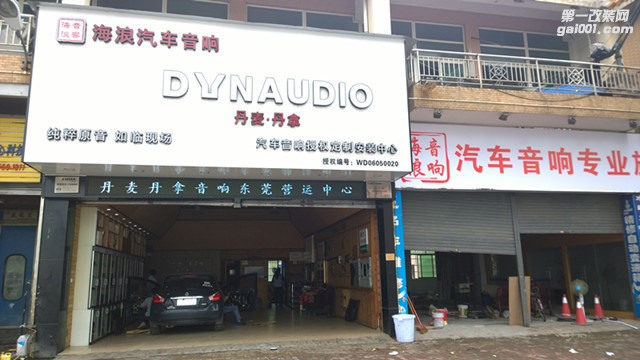 第一改装网
gai001.com
海音
浪响
海浪汽车音响
DYNAUDIO
丹麦·丹拿
纯粹原音 如临现场
汽车音响授权定制安装中心
授权编号：WD06050020
丹麦丹拿音响东莞营运中心
海音
浪响
汽车音响专业